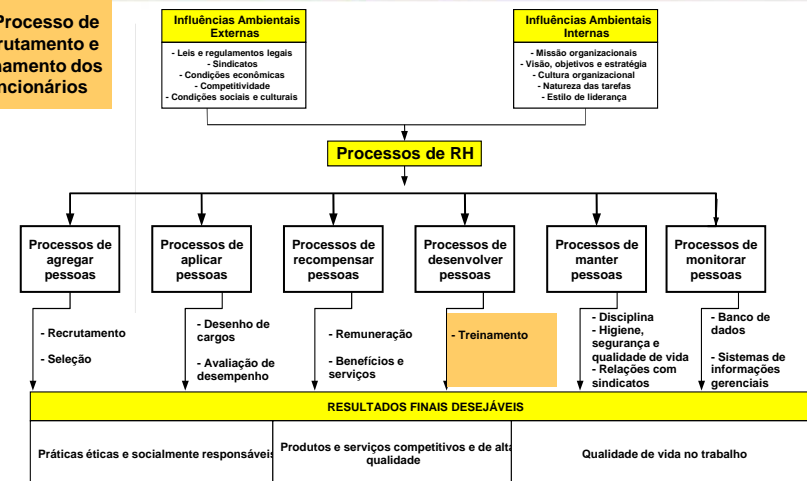 Processo de
rutamento e
namento dos
ncionários
Influências Ambientais
Externas
- Leis e regulamentos legais
- Sindicatos
- Condições econômicas
- Competitividade
- Condições sociais e culturais
Influências Ambientais
Internas
- Missão organizacionais
- Visão, objetivos e estratégia
- Cultura organizacional
- Natureza das tarefas
- Estilo de liderança
Processos de RH
Processos de
agregar
pessoas
Processos de
aplicar
pessoas
Processos de
recompensar
pessoas
Processos de
desenvolver
pessoas
Processos de
manter
pessoas
Processos de
monitorar
pessoas
- Recrutamento
- Seleção
- Desenho de
cargos
- Avaliação de
desempenho
- Remuneração
- Benefícios e
serviços
- Treinamento
- Disciplina
- Higiene,
segurança e
qualidade de vida
- Relações com
sindicatos
- Banco de
dados
- Sistemas de
informações
gerenciais
RESULTADOS FINAIS DESEJÁVEIS
Práticas éticas e socialmente responsáveis
Produtos e serviços competitivos e de alta
qualidade
Qualidade de vida no trabalho